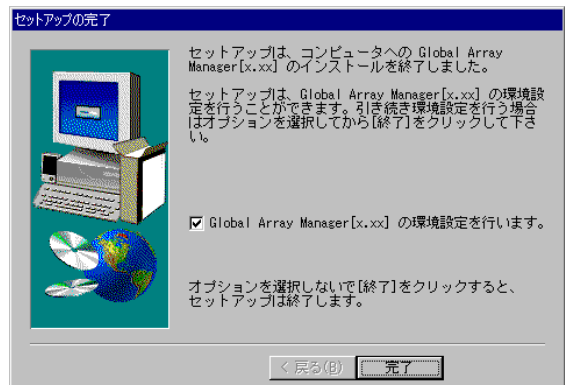 セットアップの完了
セットアップは、コンピュータへの Global Array
Manager[x.xx] のインストールを終了しました。
セットアップは、Global Array Manager[x.xx] の環境設
定を行うことができます。引き続き環境設定を行う場合
はオプションを選択してから[終了]をクリックして下さ
い。
Global Array Manager[x.xx] の環境設定を行います。
オプションを選択しないで[終了]をクリックすると、
セットアップは終了します。
< 戻る(B) 完了